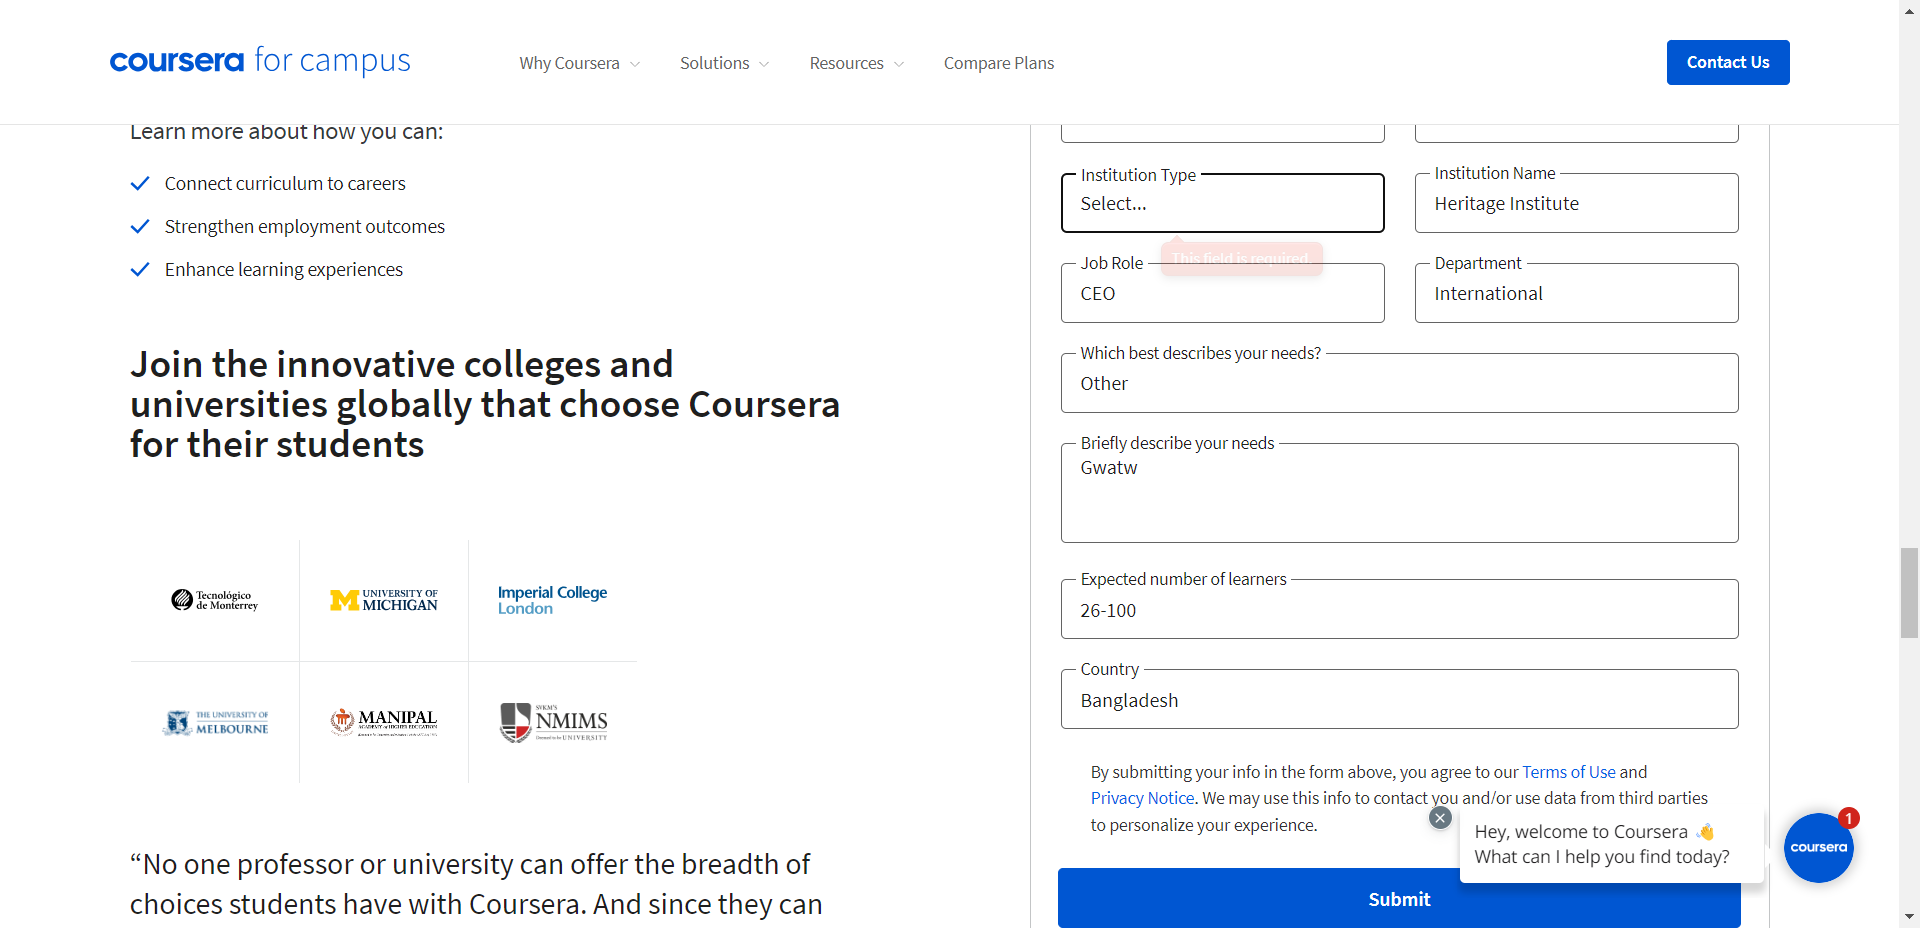 coursera for campus
Why Coursera
Solutions
Resources
Compare Plans
Contact Us
Learn more about how you can:
Connect curriculum to careers
Strengthen employment outcomes
Enhance learning experiences
Join the innovative colleges and
universities globally that choose Coursera
for their students
Tecnológico
de Monterrey
UNIVERSITY OF
MICHIGAN
Imperial College
London
THE UNIVERSITY OF
MELBOURNE
MANIPAL
ACADEMY of HIGHER EDUCATION
SVKM'S
NMIMS
Deemed to be UNIVERSITY
“No one professor or university can offer the breadth of
choices students have with Coursera. And since they can
Institution Type
Select...
This field is required.
Institution Name
Heritage Institute
Job Role
CEO
Department
International
Which best describes your needs?
Other
Briefly describe your needs
Gwatw
Expected number of learners
26-100
Country
Bangladesh
By submitting your info in the form above, you agree to our Terms of Use and
Privacy Notice. We may use this info to contact you and/or use data from third parties
to personalize your experience.
Submit
Hey, welcome to Coursera 👋
What can I help you find today?
coursera
1